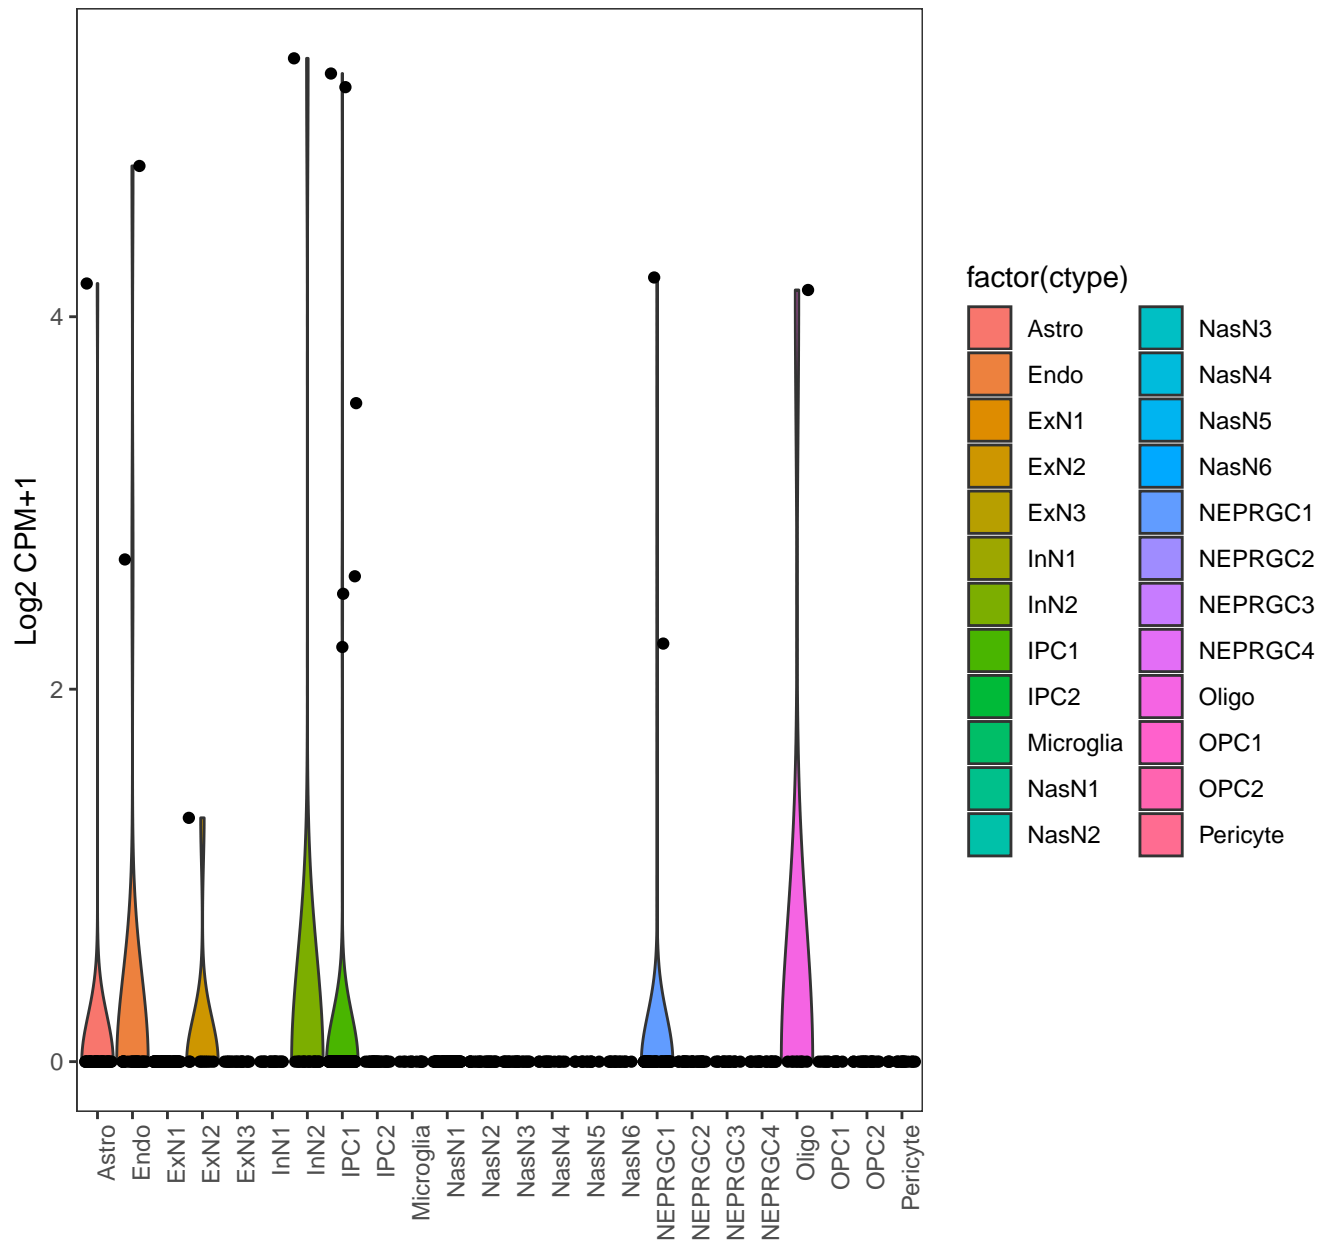 Log2 CPM+1
4
2
0
Astro
Endo
ExN1
ExN2
ExN3
InN1
InN2
IPC1
IPC2
Microglia
NasN1
NasN2
NasN3
NasN4
NasN5
NasN6
NEPRGC1
NEPRGC2
NEPRGC3
NEPRGC4
Oligo
OPC1
OPC2
Pericyte
factor(ctype)
Astro
Endo
ExN1
ExN2
ExN3
InN1
InN2
IPC1
IPC2
Microglia
NasN1
NasN2
NasN3
NasN4
NasN5
NasN6
NEPRGC1
NEPRGC2
NEPRGC3
NEPRGC4
Oligo
OPC1
OPC2
Pericyte